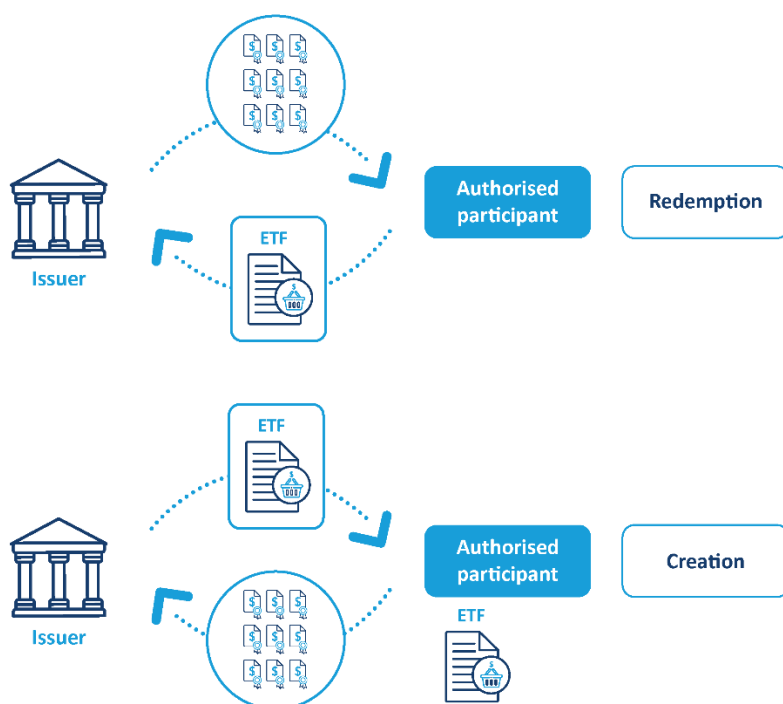 Authorised
participant
Redemption
ETF
Issuer
ETF
Authorised
participant
Creation
Issuer
ETF